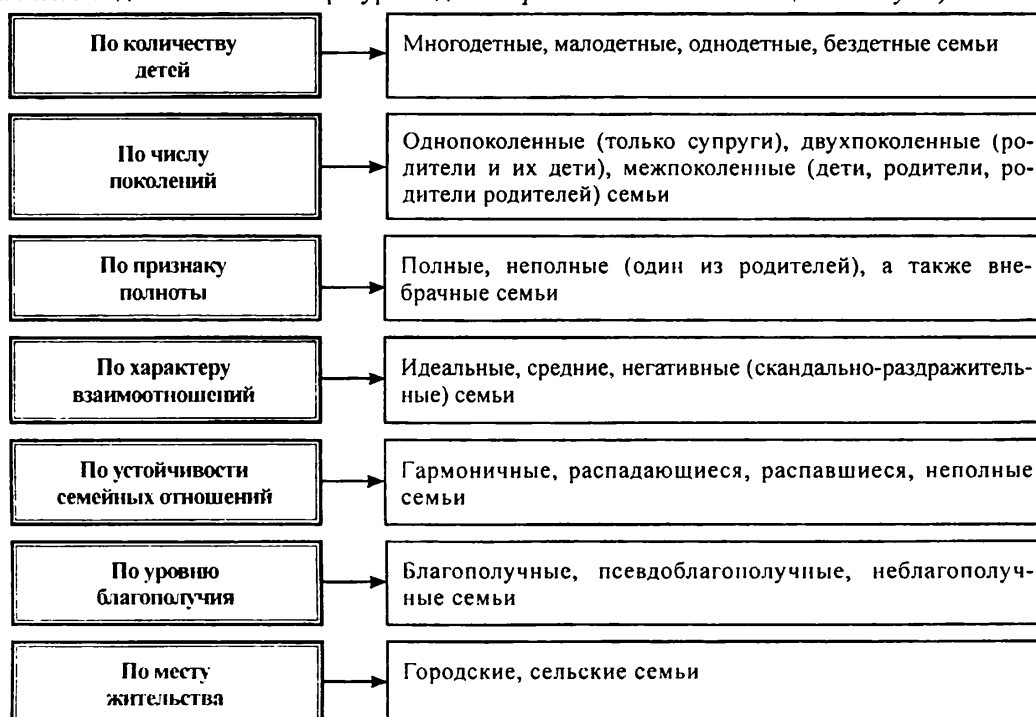 По количеству
детей
Многодетные, малодетные, однодетные, бездетные семьи
По числу
поколений
Однопоколенные (только супруги), двухпоколенные (ро-
дители и их дети), межпоколенные (дети, родители, ро-
дители родителей) семьи
По признаку
полноты
Полные, неполные (один из родителей), а также вне-
брачные семьи
По характеру
взаимоотношений
Идеальные, средние, негативные (скандально-раздражитель-
ные) семьи
По устойчивости
семейных отношений
Гармоничные, распадающиеся, распавшиеся, неполные
семьи
По уровню
благополучия
Благополучные, псевдоблагополучные, неблагополуч-
ные семьи
По месту
жительства
Городские, сельские семьи